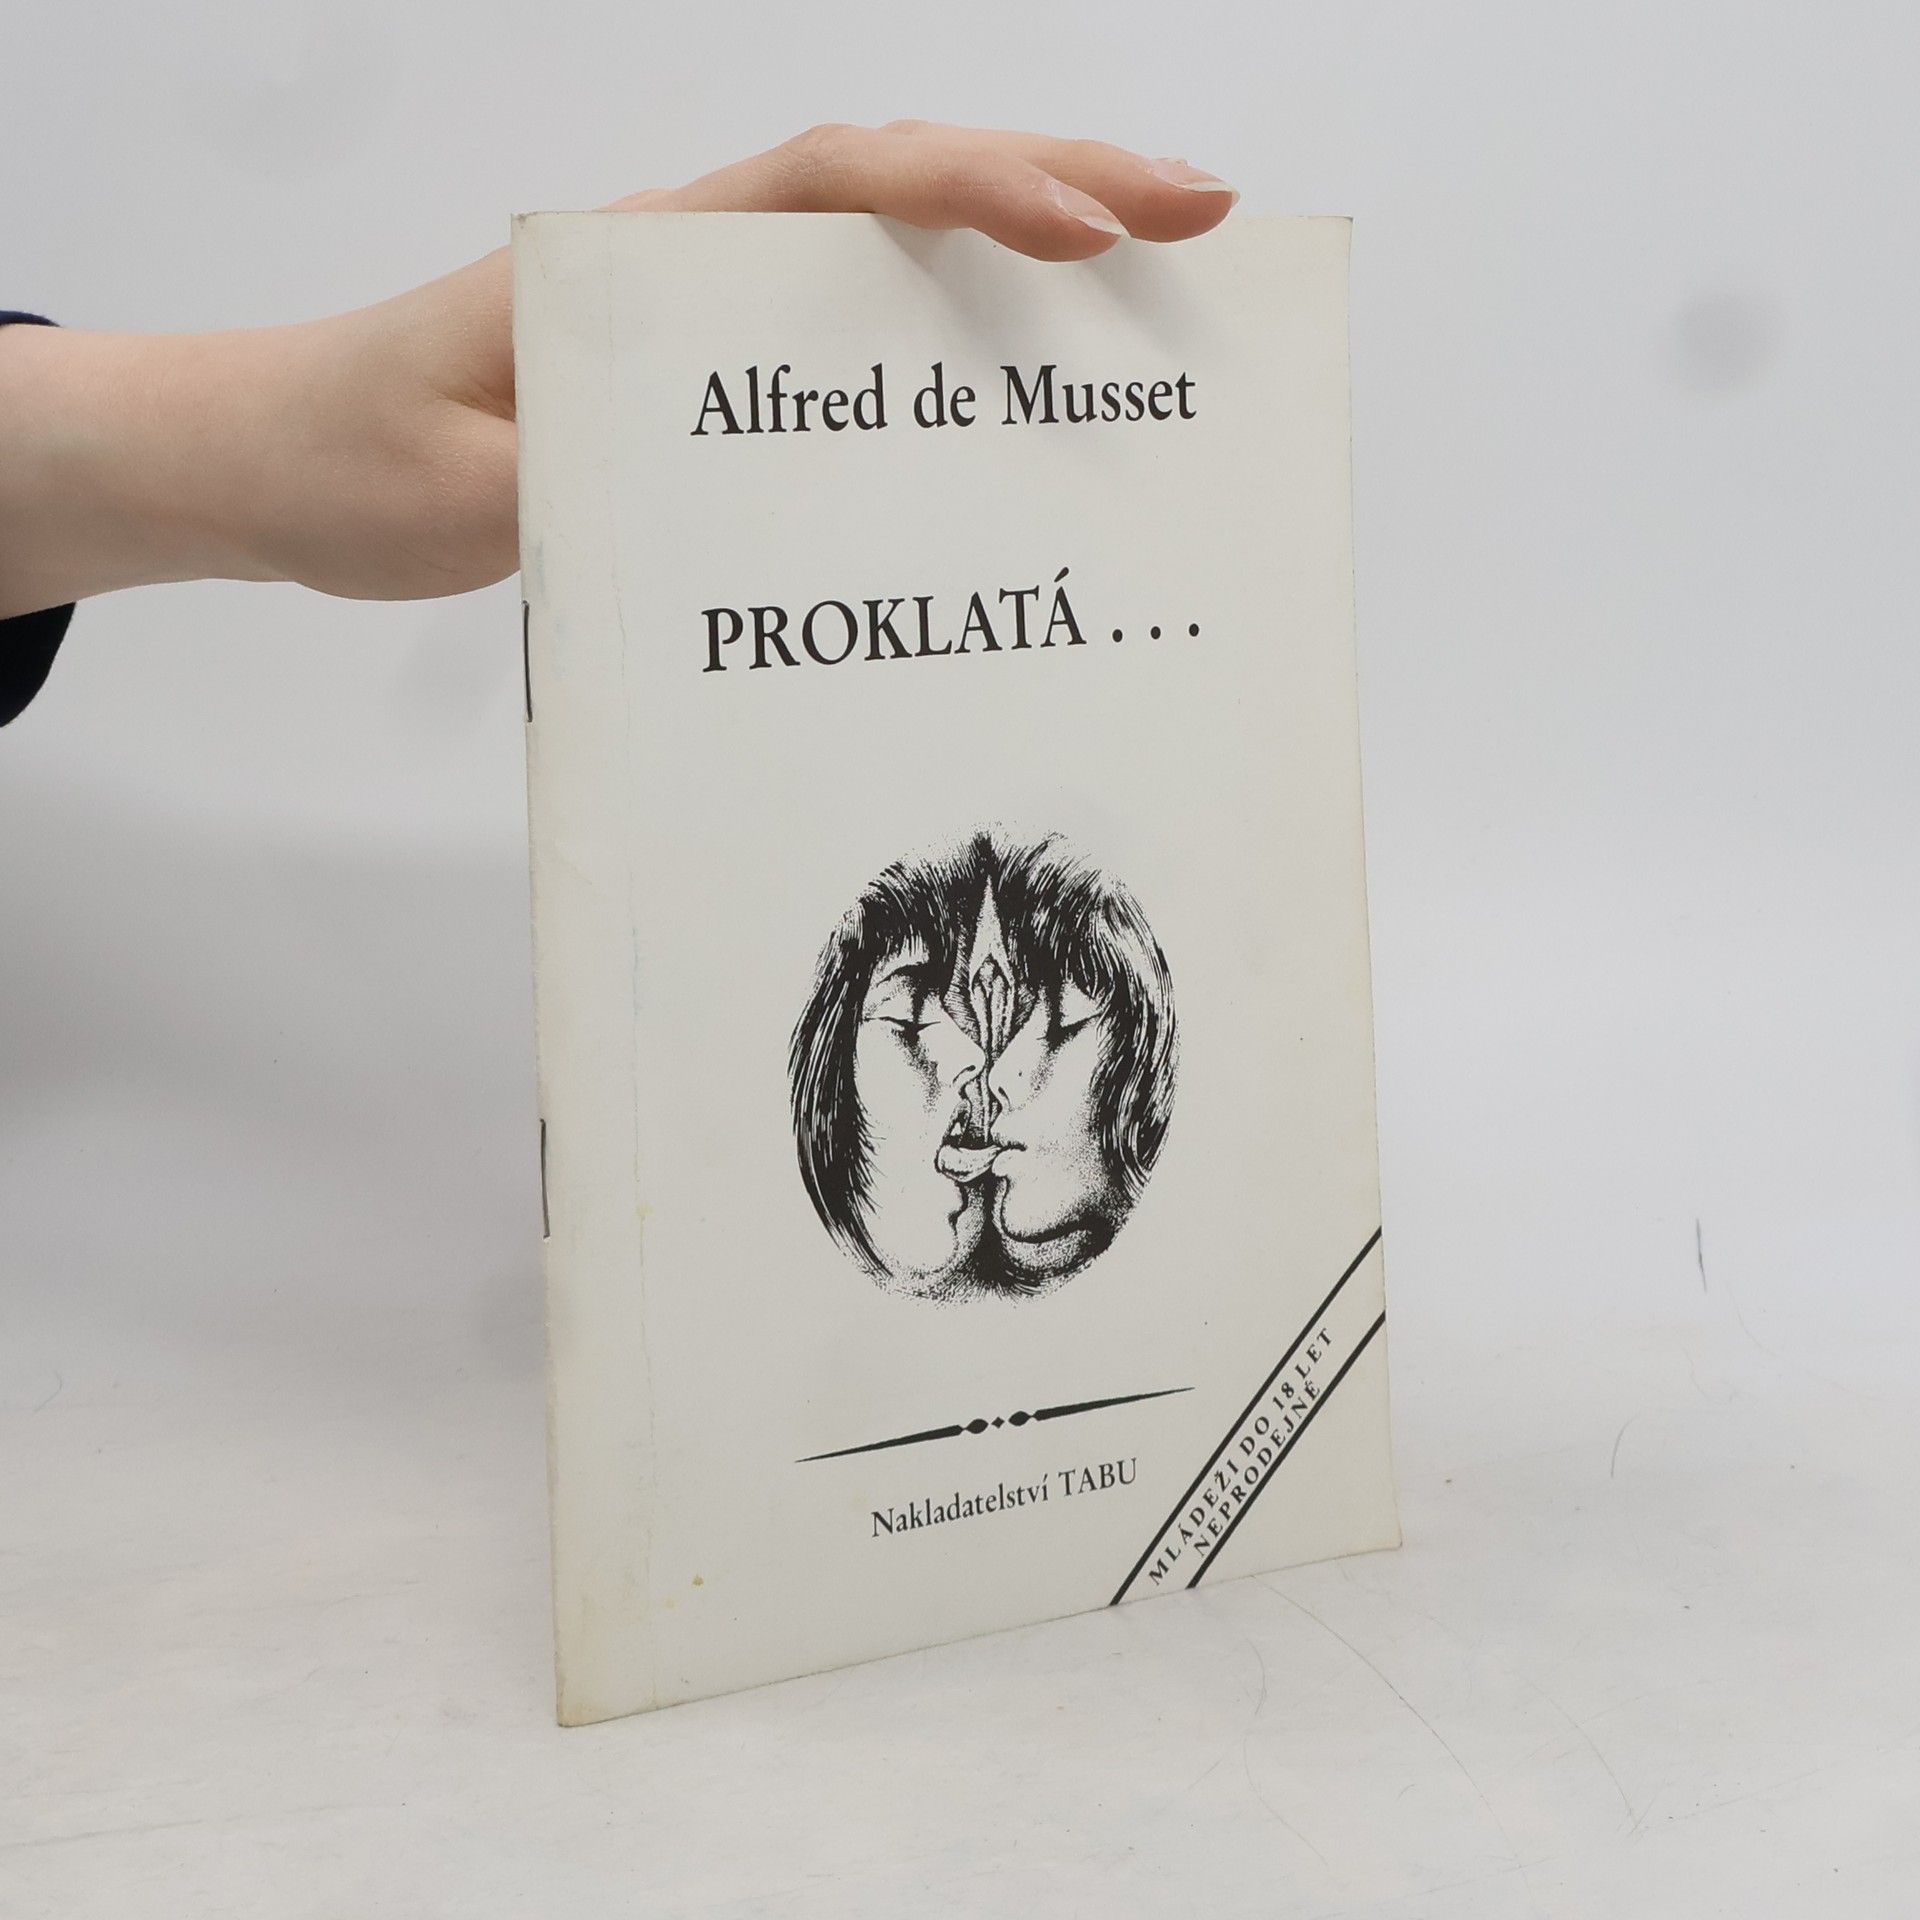 Alfred de Musset
PROKLATÁ . . .
Nakladatelství TABU
MLÁDEŽI DO 18 LET
NEPRODEJNÉ